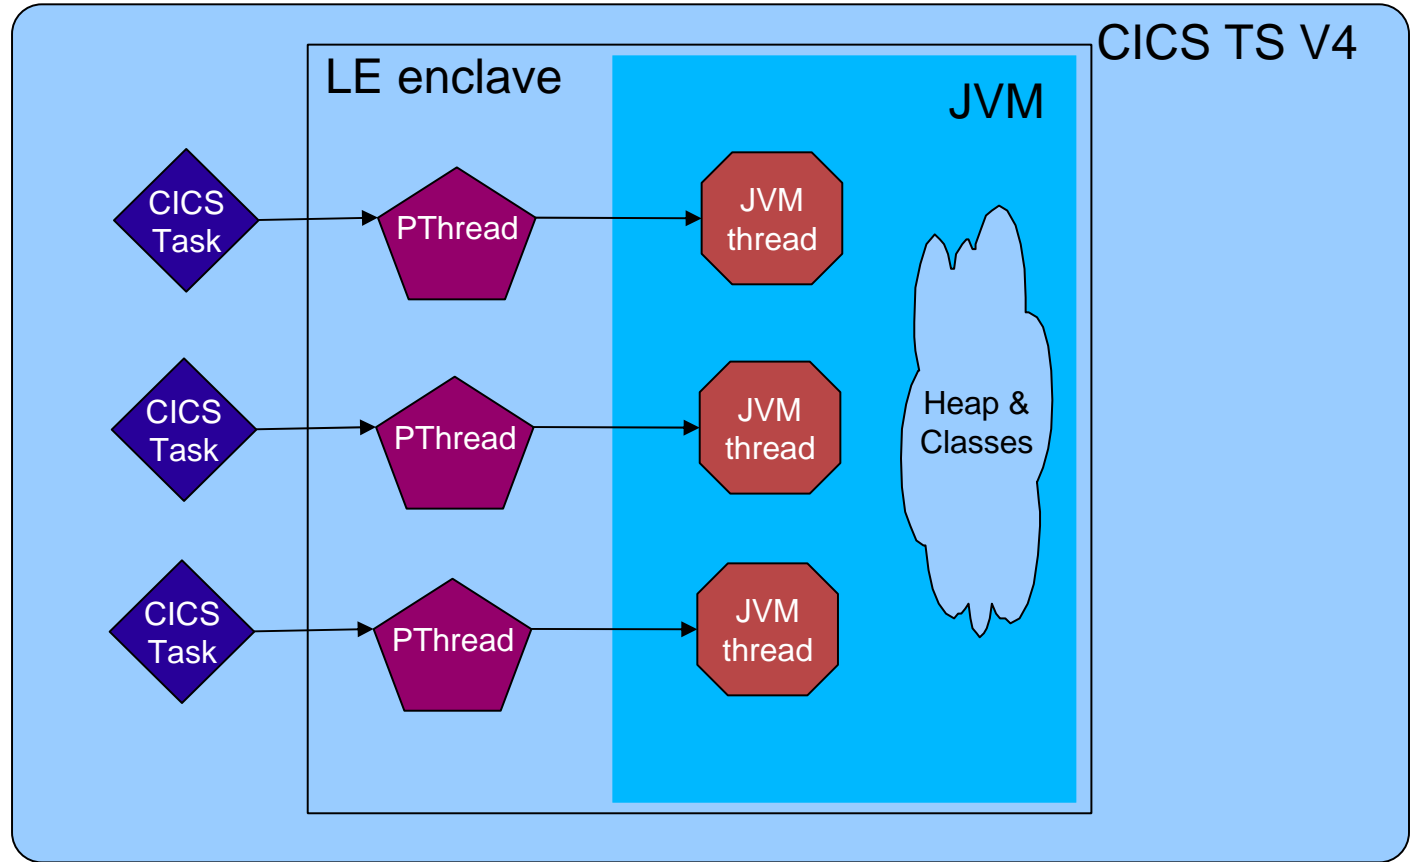 CICS TS V4
LE enclave
JVM
CICS
Task
PThread
JVM
thread
CICS
Task
PThread
JVM
thread
Heap &
Classes
CICS
Task
PThread
JVM
thread